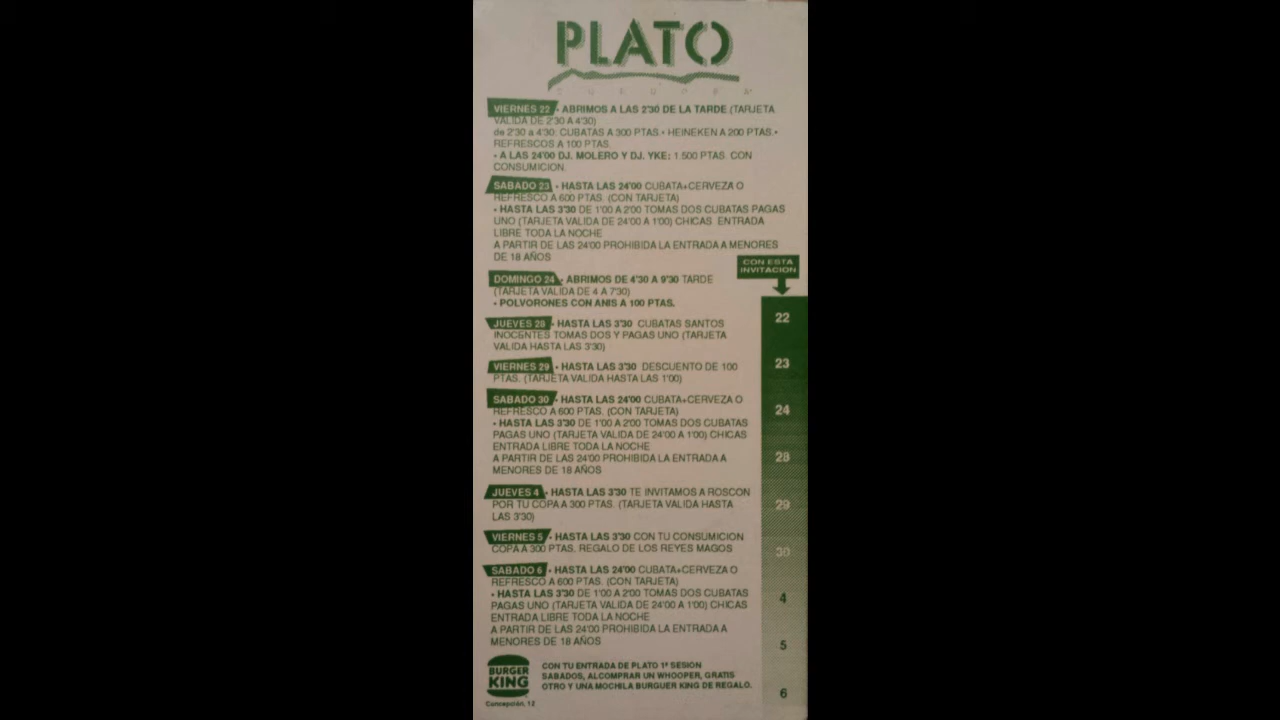 PLATO
EUROPEA
VIERNES 22 • ABRIMOS A LAS 2'30 DE LA TARDE (TARJETA
VALIDA DE 2'30 A 4'30)
de 2'30 a 4'30: CUBATAS A 300 PTAS • HEINEKEN A 200 PTAS.•
REFRESCOS A 100 PTAS.
• A LAS 24'00 DJ. MOLERO Y DJ. YKE: 1.500 PTAS. CON
CONSUMICION.
SABADO 23 • HASTA LAS 24'00 CUBATA+CERVEZA O
REFRESCO A 600 PTAS. (CON TARJETA)
• HASTA LAS 3'30 DE 1'00 A 2'00 TOMAS DOS CUBATAS PAGAS
UNO (TARJETA VALIDA DE 24'00 A 1'00) CHICAS ENTRADA
LIBRE TODA LA NOCHE
A PARTIR DE LAS 24'00 PROHIBIDA LA ENTRADA A MENORES
DE 18 AÑOS
CON ESTA
INVITACION
DOMINGO 24 • ABRIMOS DE 4'30 A 9'30 TARDE
(TARJETA VALIDA DE 4 A 7'30)
• POLVORONES CON ANIS A 100 PTAS.
JUEVES 28 • HASTA LAS 3'30 CUBATAS SANTOS
INOCENTES TOMAS DOS Y PAGAS UNO (TARJETA
VALIDA HASTA LAS 3'30)
VIERNES 29 • HASTA LAS 3'30 DESCUENTO DE 100
PTAS. (TARJETA VALIDA HASTA LAS 1'00)
SABADO 30 • HASTA LAS 24'00 CUBATA+CERVEZA O
REFRESCO A 600 PTAS. (CON TARJETA)
• HASTA LAS 3'30 DE 1'00 A 2'00 TOMAS DOS CUBATAS
PAGAS UNO (TARJETA VALIDA DE 24'00 A 1'00) CHICAS
ENTRADA LIBRE TODA LA NOCHE
A PARTIR DE LAS 24'00 PROHIBIDA LA ENTRADA A
MENORES DE 18 AÑOS
JUEVES 4 • HASTA LAS 3'30 TE INVITAMOS A ROSCON
POR TU COPA A 300 PTAS. (TARJETA VALIDA HASTA
LAS 3'30)
VIERNES 5 • HASTA LAS 3'30 CON TU CONSUMICION
COPA A 300 PTAS. REGALO DE LOS REYES MAGOS
SABADO 6 • HASTA LAS 24'00 CUBATA+CERVEZA O
REFRESCO A 600 PTAS. (CON TARJETA)
• HASTA LAS 3'30 DE 1'00 A 2'00 TOMAS DOS CUBATAS
PAGAS UNO (TARJETA VALIDA DE 24'00 A 1'00) CHICAS
ENTRADA LIBRE TODA LA NOCHE
A PARTIR DE LAS 24'00 PROHIBIDA LA ENTRADA A
MENORES DE 18 AÑOS
22
23
24
28
29
30
4
5
6
BURGER
KING
Concepción, 12
CON TU ENTRADA DE PLATO 1ª SESIÓN
SABADOS, ALCOMPRAR UN WHOOPER, GRATIS
OTRO Y UNA MOCHILA BURGUER KING DE REGALO.